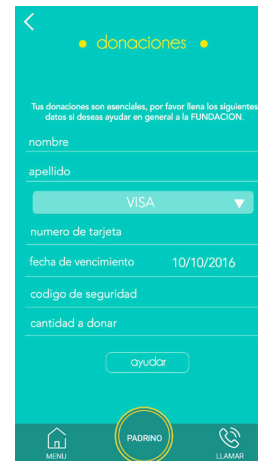 donaciones
Tus donaciones son esenciales, por favor llena los siguientes
datos si deseas ayudar en general a la FUNDACION.
nombre
apellido
VISA
numero de tarjeta
fecha de vencimiento 10/10/2016
codigo de seguridad
cantidad a donar
ayudar
MENU PADRINO LLAMAR